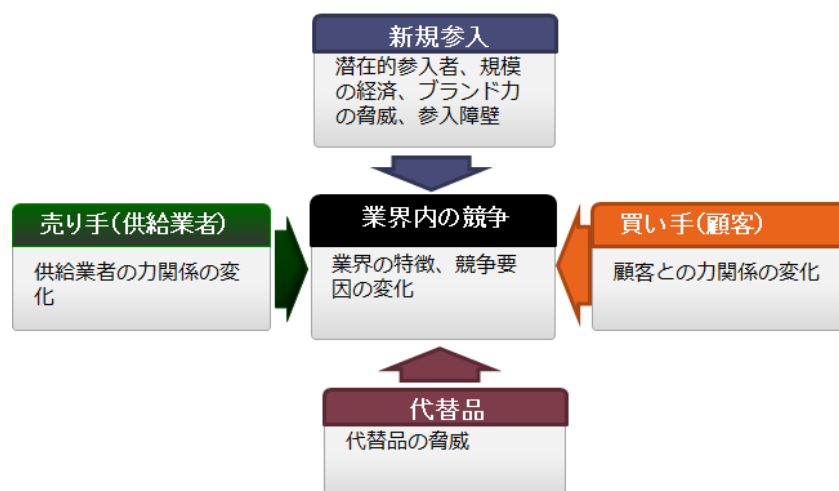 新規参入
潜在的参入者、規模
の経済、ブランド力
の脅威、参入障壁
売り手(供給業者)
供給業者の力関係の変
化
業界内の競争
業界の特徴、競争要
因の変化
買い手(顧客)
顧客との力関係の変化
代替品
代替品の脅威